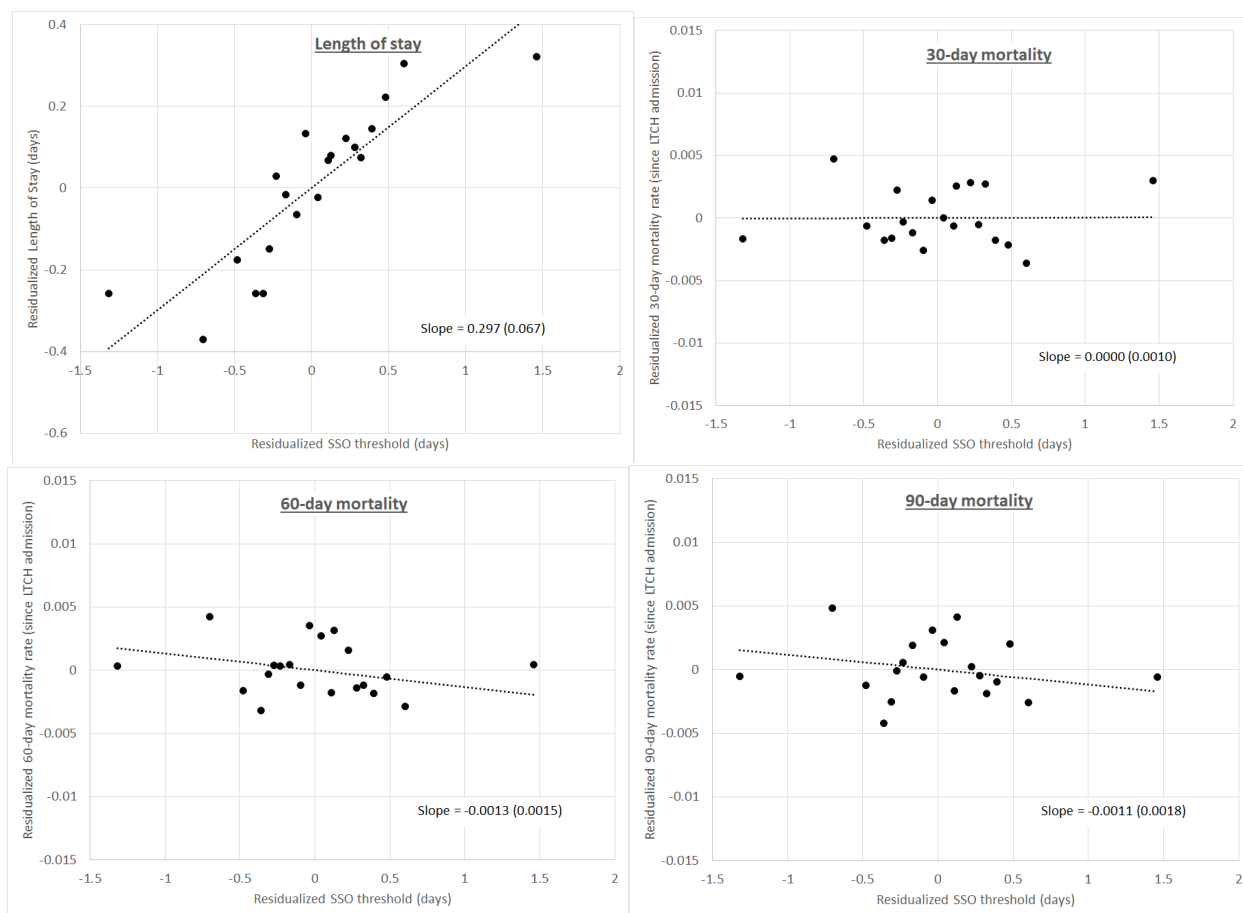 Length of stay
Residualized Length of Stay (days)
0.4
0.2
0
-0.2
-0.4
-0.6
Slope = 0.297 (0.067)
-1.5 -1 -0.5 0 0.5 1 1.5 2
Residualized SSO threshold (days)
30-day mortality
Residualized 30-day mortality rate (since LTCH admission)
0.015
0.01
0.005
0
-0.005
-0.01
-0.015
Slope = 0.0000 (0.0010)
-1.5 -1 -0.5 0 0.5 1 1.5 2
Residualized SSO threshold (days)
60-day mortality
Residualized 60-day mortality rate (since LTCH admission)
0.015
0.01
0.005
0
-0.005
-0.01
-0.015
Slope = -0.0013 (0.0015)
-1.5 -1 -0.5 0 0.5 1 1.5 2
Residualized SSO threshold (days)
90-day mortality
Residualized 90-day mortality rate (since LTCH admission)
0.015
0.01
0.005
0
-0.005
-0.01
-0.015
Slope = -0.0011 (0.0018)
-1.5 -1 -0.5 0 0.5 1 1.5 2
Residualized SSO threshold (days)